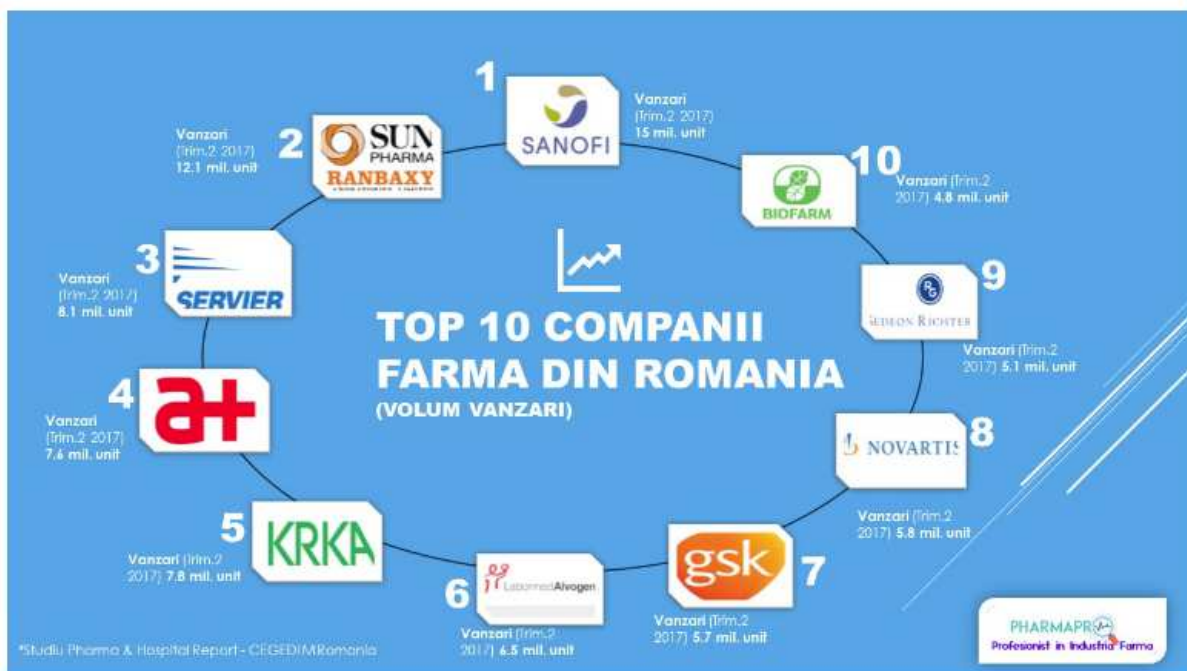 1
SANOFI
Vanzari
(Trim.2 2017)
15 mil. unit
2
SUN
PHARMA
RANBAXY
Vanzari
(Trim.2 2017)
12.1 mil. unit
3
SERVIER
Vanzari
(Trim.2 2017)
8.1 mil. unit
4
a+
Vanzari
(Trim.2 2017)
7.6 mil. unit
5
KRKA
Vanzari (Trim.2
2017) 7.8 mil. unit
6
LabormedAlvogen
Vanzari (Trim.2
2017) 6.5 mil. unit
7
gsk
Vanzari (Trim.2
2017) 5.7 mil. unit
8
NOVARTIS
Vanzari (Trim.2
2017) 5.8 mil. unit
9
RG
GEDEON RICHTER
Vanzari (Trim.2
2017) 5.1 mil. unit
10
BIOFARM
Vanzari (Trim.2
2017) 4.8 mil. unit
TOP 10 COMPANII
FARMA DIN ROMANIA
(VOLUM VANZARI)
*Studiu Pharma & Hospital Report - CEGEDIM Romania
PHARMAPRO
Profesionist in Industria Farma